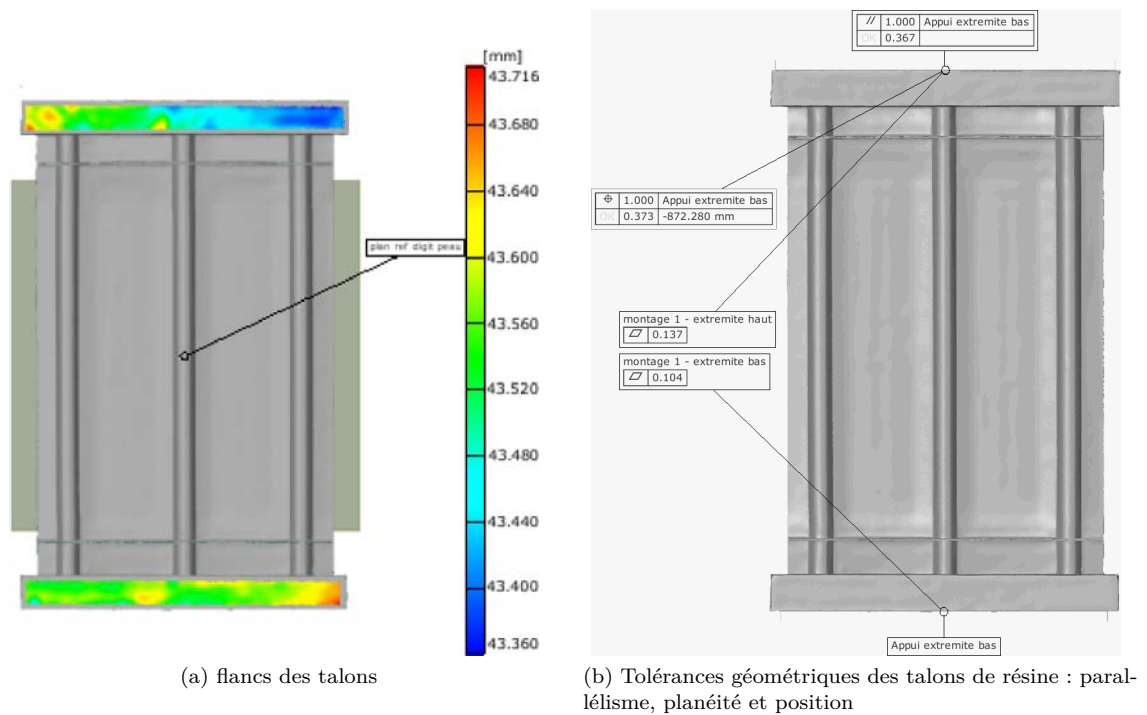 [mm]
43.716
43.680
43.640
43.600
43.560
43.520
43.480
43.440
43.400
43.360
plan ref digit peau
(a) flancs des talons
// 1.000 Appui extremite bas
OK 0.367
⌖ 1.000 Appui extremite bas
OK 0.373 -872.280 mm
montage 1 - extremite haut
⏥ 0.137
montage 1 - extremite bas
⏥ 0.104
Appui extremite bas
(b) Tolérances géométriques des talons de résine : paral-
lélisme, planéité et position